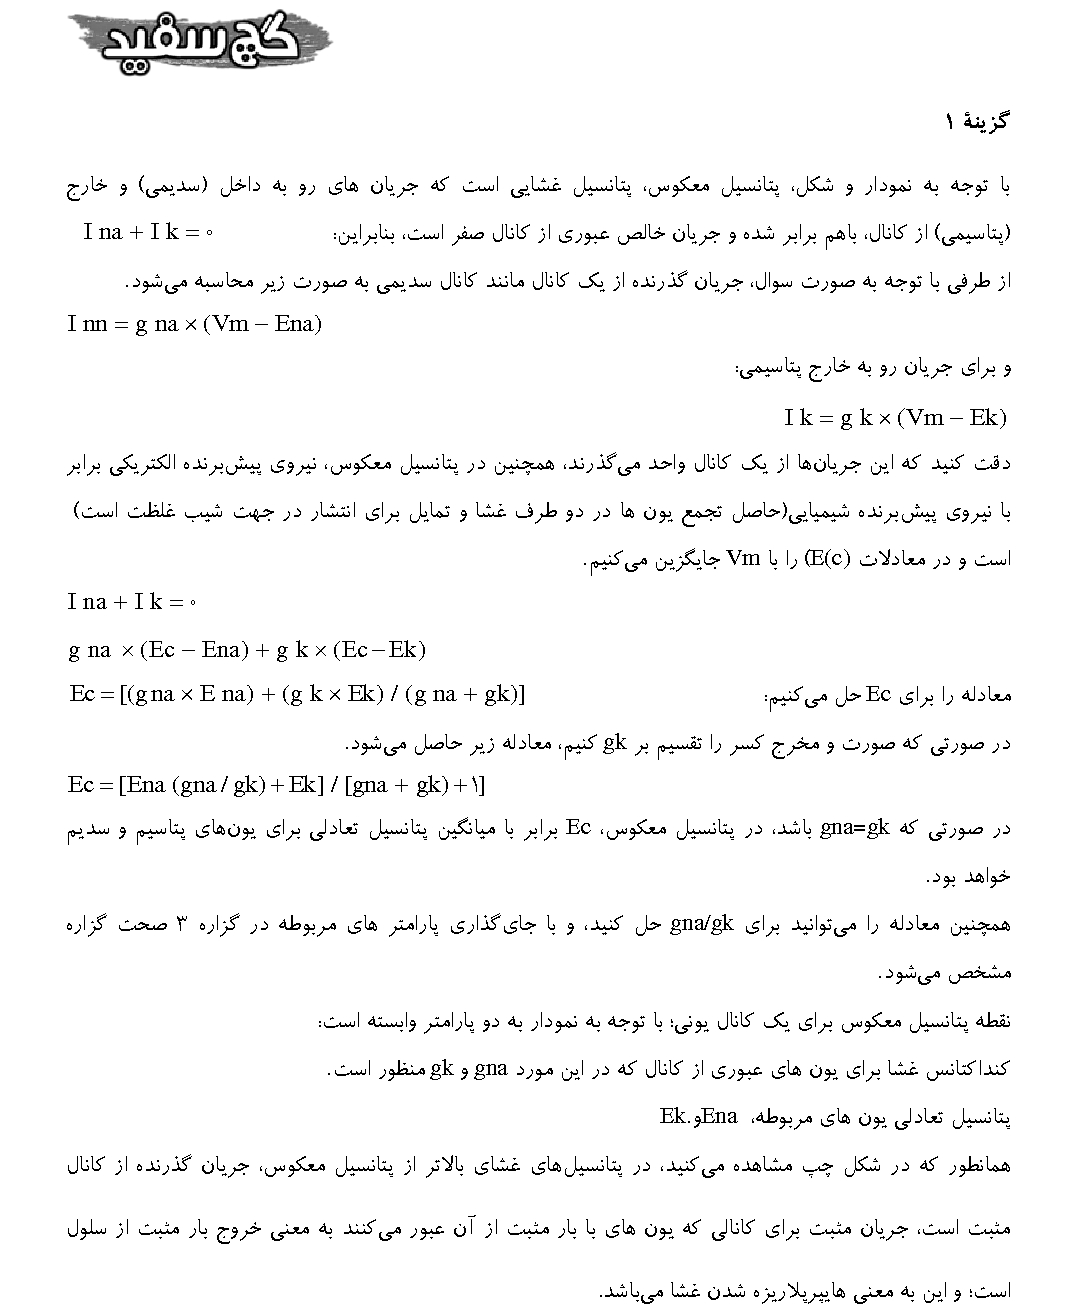 گچ سفید
گزینهٔ ۱
با توجه به نمودار و شکل، پتانسیل معکوس، پتانسیل غشایی است که جریان های رو به داخل (سدیمی) و خارج
(پتاسیمی) از کانال، باهم برابر شده و جریان خالص عبوری از کانال صفر است، بنابراین: I na + I k = ۰
از طرفی با توجه به صورت سوال، جریان گذرنده از یک کانال مانند کانال سدیمی به صورت زیر محاسبه می‌شود.
I nn = g na × (Vm − Ena)
و برای جریان رو به خارج پتاسیمی:
I k = g k × (Vm − Ek)
دقت کنید که این جریان‌ها از یک کانال واحد می‌گذرند، همچنین در پتانسیل معکوس، نیروی پیش‌برنده الکتریکی برابر
با نیروی پیش‌برنده شیمیایی(حاصل تجمع یون ها در دو طرف غشا و تمایل برای انتشار در جهت شیب غلظت است)
است و در معادلات (E(c) را با Vm جایگزین می‌کنیم.
I na + I k = ۰
g na × (Ec − Ena) + g k × (Ec − Ek)
معادله را برای Ec حل می‌کنیم: Ec = [(g na × E na) + (g k × Ek) / (g na + gk)]
در صورتی که صورت و مخرج کسر را تقسیم بر gk کنیم، معادله زیر حاصل می‌شود.
Ec = [Ena (gna / gk) + Ek] / [gna + gk) + ۱]
در صورتی که gna=gk باشد، در پتانسیل معکوس، Ec برابر با میانگین پتانسیل تعادلی برای یون‌های پتاسیم و سدیم
خواهد بود.
همچنین معادله را می‌توانید برای gna/gk حل کنید، و با جای‌گذاری پارامتر های مربوطه در گزاره ۳ صحت گزاره
مشخص می‌شود.
نقطه پتانسیل معکوس برای یک کانال یونی؛ با توجه به نمودار به دو پارامتر وابسته است:
کنداکتانس غشا برای یون های عبوری از کانال که در این مورد gna و gk منظور است.
پتانسیل تعادلی یون های مربوطه، Ena و Ek.
همانطور که در شکل چپ مشاهده می‌کنید، در پتانسیل‌های غشای بالاتر از پتانسیل معکوس، جریان گذرنده از کانال
مثبت است، جریان مثبت برای کانالی که یون های با بار مثبت از آن عبور می‌کنند به معنی خروج بار مثبت از سلول
است؛ و این به معنی هایپرپلاریزه شدن غشا می‌باشد.